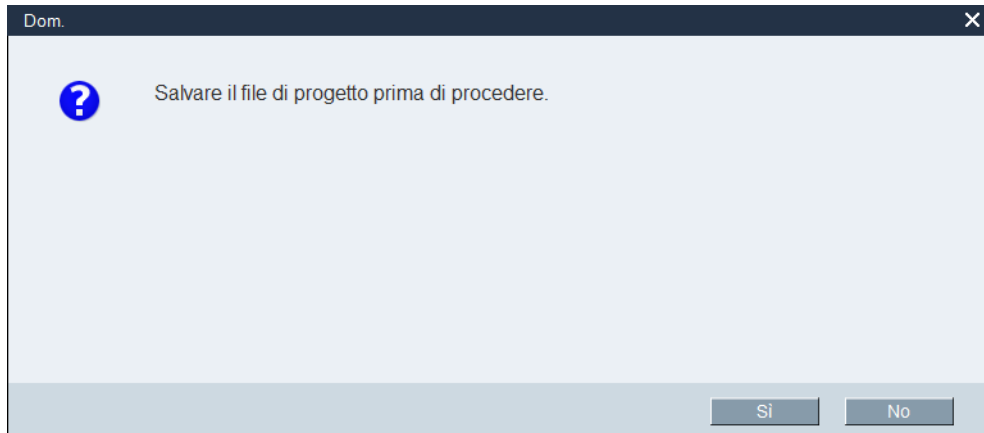 Dom.
Salvare il file di progetto prima di procedere.
Sì
No